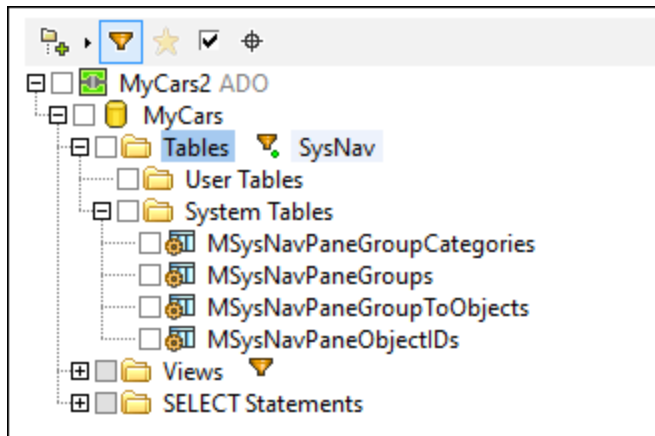 MyCars2 ADO
MyCars
Tables SysNav
User Tables
System Tables
MSysNavPaneGroupCategories
MSysNavPaneGroups
MSysNavPaneGroupToObjects
MSysNavPaneObjectIDs
Views
SELECT Statements